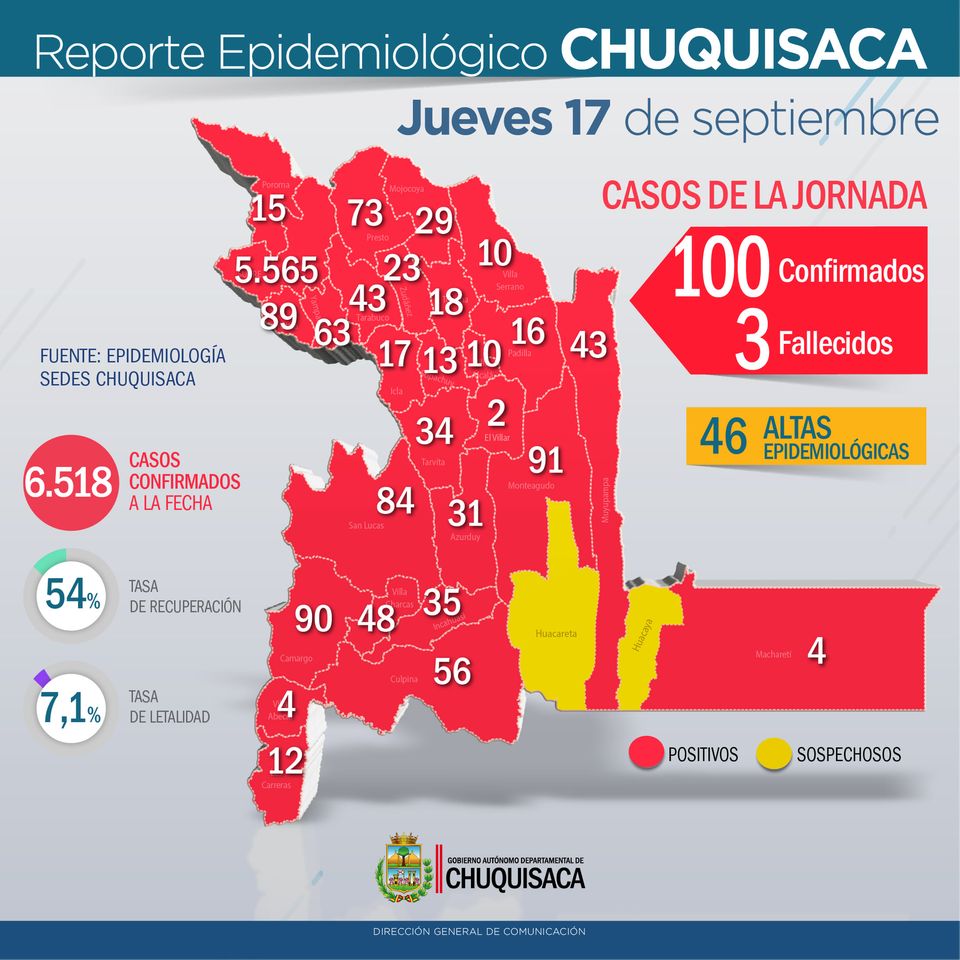 Reporte Epidemiológico CHUQUISACA
Jueves 17 de septiembre
CASOS DE LA JORNADA
100 Confirmados
3 Fallecidos
46 ALTAS
EPIDEMIOLÓGICAS
FUENTE: EPIDEMIOLOGÍA
SEDES CHUQUISACA
6.518
CASOS
CONFIRMADOS
A LA FECHA
54%
TASA
DE RECUPERACIÓN
7,1%
TASA
DE LETALIDAD
Poroma
15
Mojocoya
73
Presto
29
5.565
23
Zudáñez
10
Villa
Serrano
89
63
43
Tarabuco
18
16
Padilla
43
17
Icla
13
10
34
Tarvita
2
El Villar
91
Monteagudo
Muyupampa
84
San Lucas
31
Azurduy
90
Camargo
48
Villa
35
Incahuasi
Culpina
56
Huacareta
Huacaya
Machareti
4
4
12
Carreras
POSITIVOS
SOSPECHOSOS
GOBIERNO AUTÓNOMO DEPARTAMENTAL DE
CHUQUISACA
DIRECCIÓN GENERAL DE COMUNICACIÓN